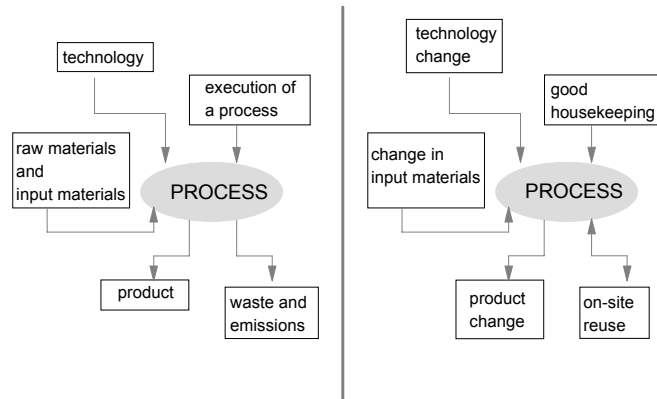 technology
execution of
a process
raw materials
and
input materials
PROCESS
product
waste and
emissions
technology
change
good
housekeeping
change in
input materials
PROCESS
product
change
on-site
reuse